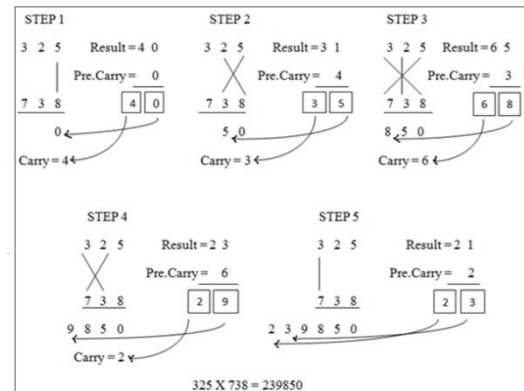 STEP 1
3 2 5 Result = 4 0
Pre.Carry = 0
7 3 8 4 0
0
Carry = 4
STEP 2
3 2 5 Result = 3 1
Pre.Carry = 4
7 3 8 3 5
5 0
Carry = 3
STEP 3
3 2 5 Result = 6 5
Pre.Carry = 3
7 3 8 6 8
8 5 0
Carry = 6
STEP 4
3 2 5 Result = 2 3
Pre.Carry = 6
7 3 8 2 9
9 8 5 0
Carry = 2
STEP 5
3 2 5 Result = 2 1
Pre.Carry = 2
7 3 8 2 3
2 3 9 8 5 0
325 X 738 = 239850